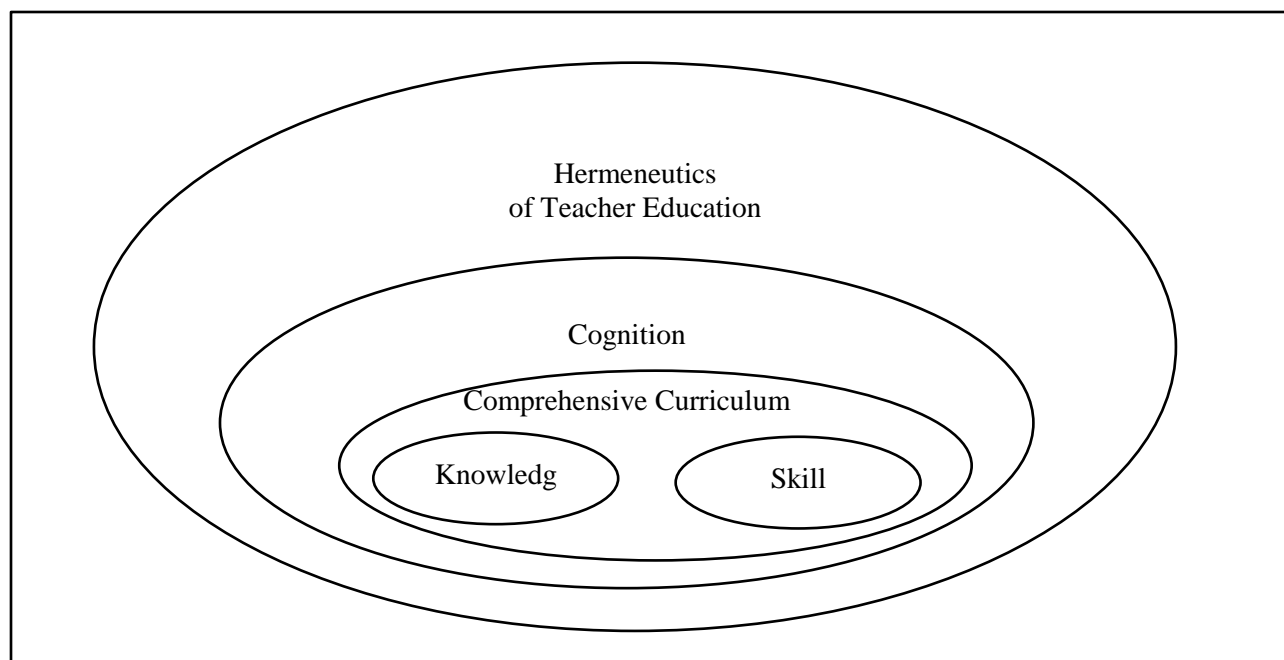 Hermeneutics
of Teacher Education
Cognition
Comprehensive Curriculum
Knowledg
Skill